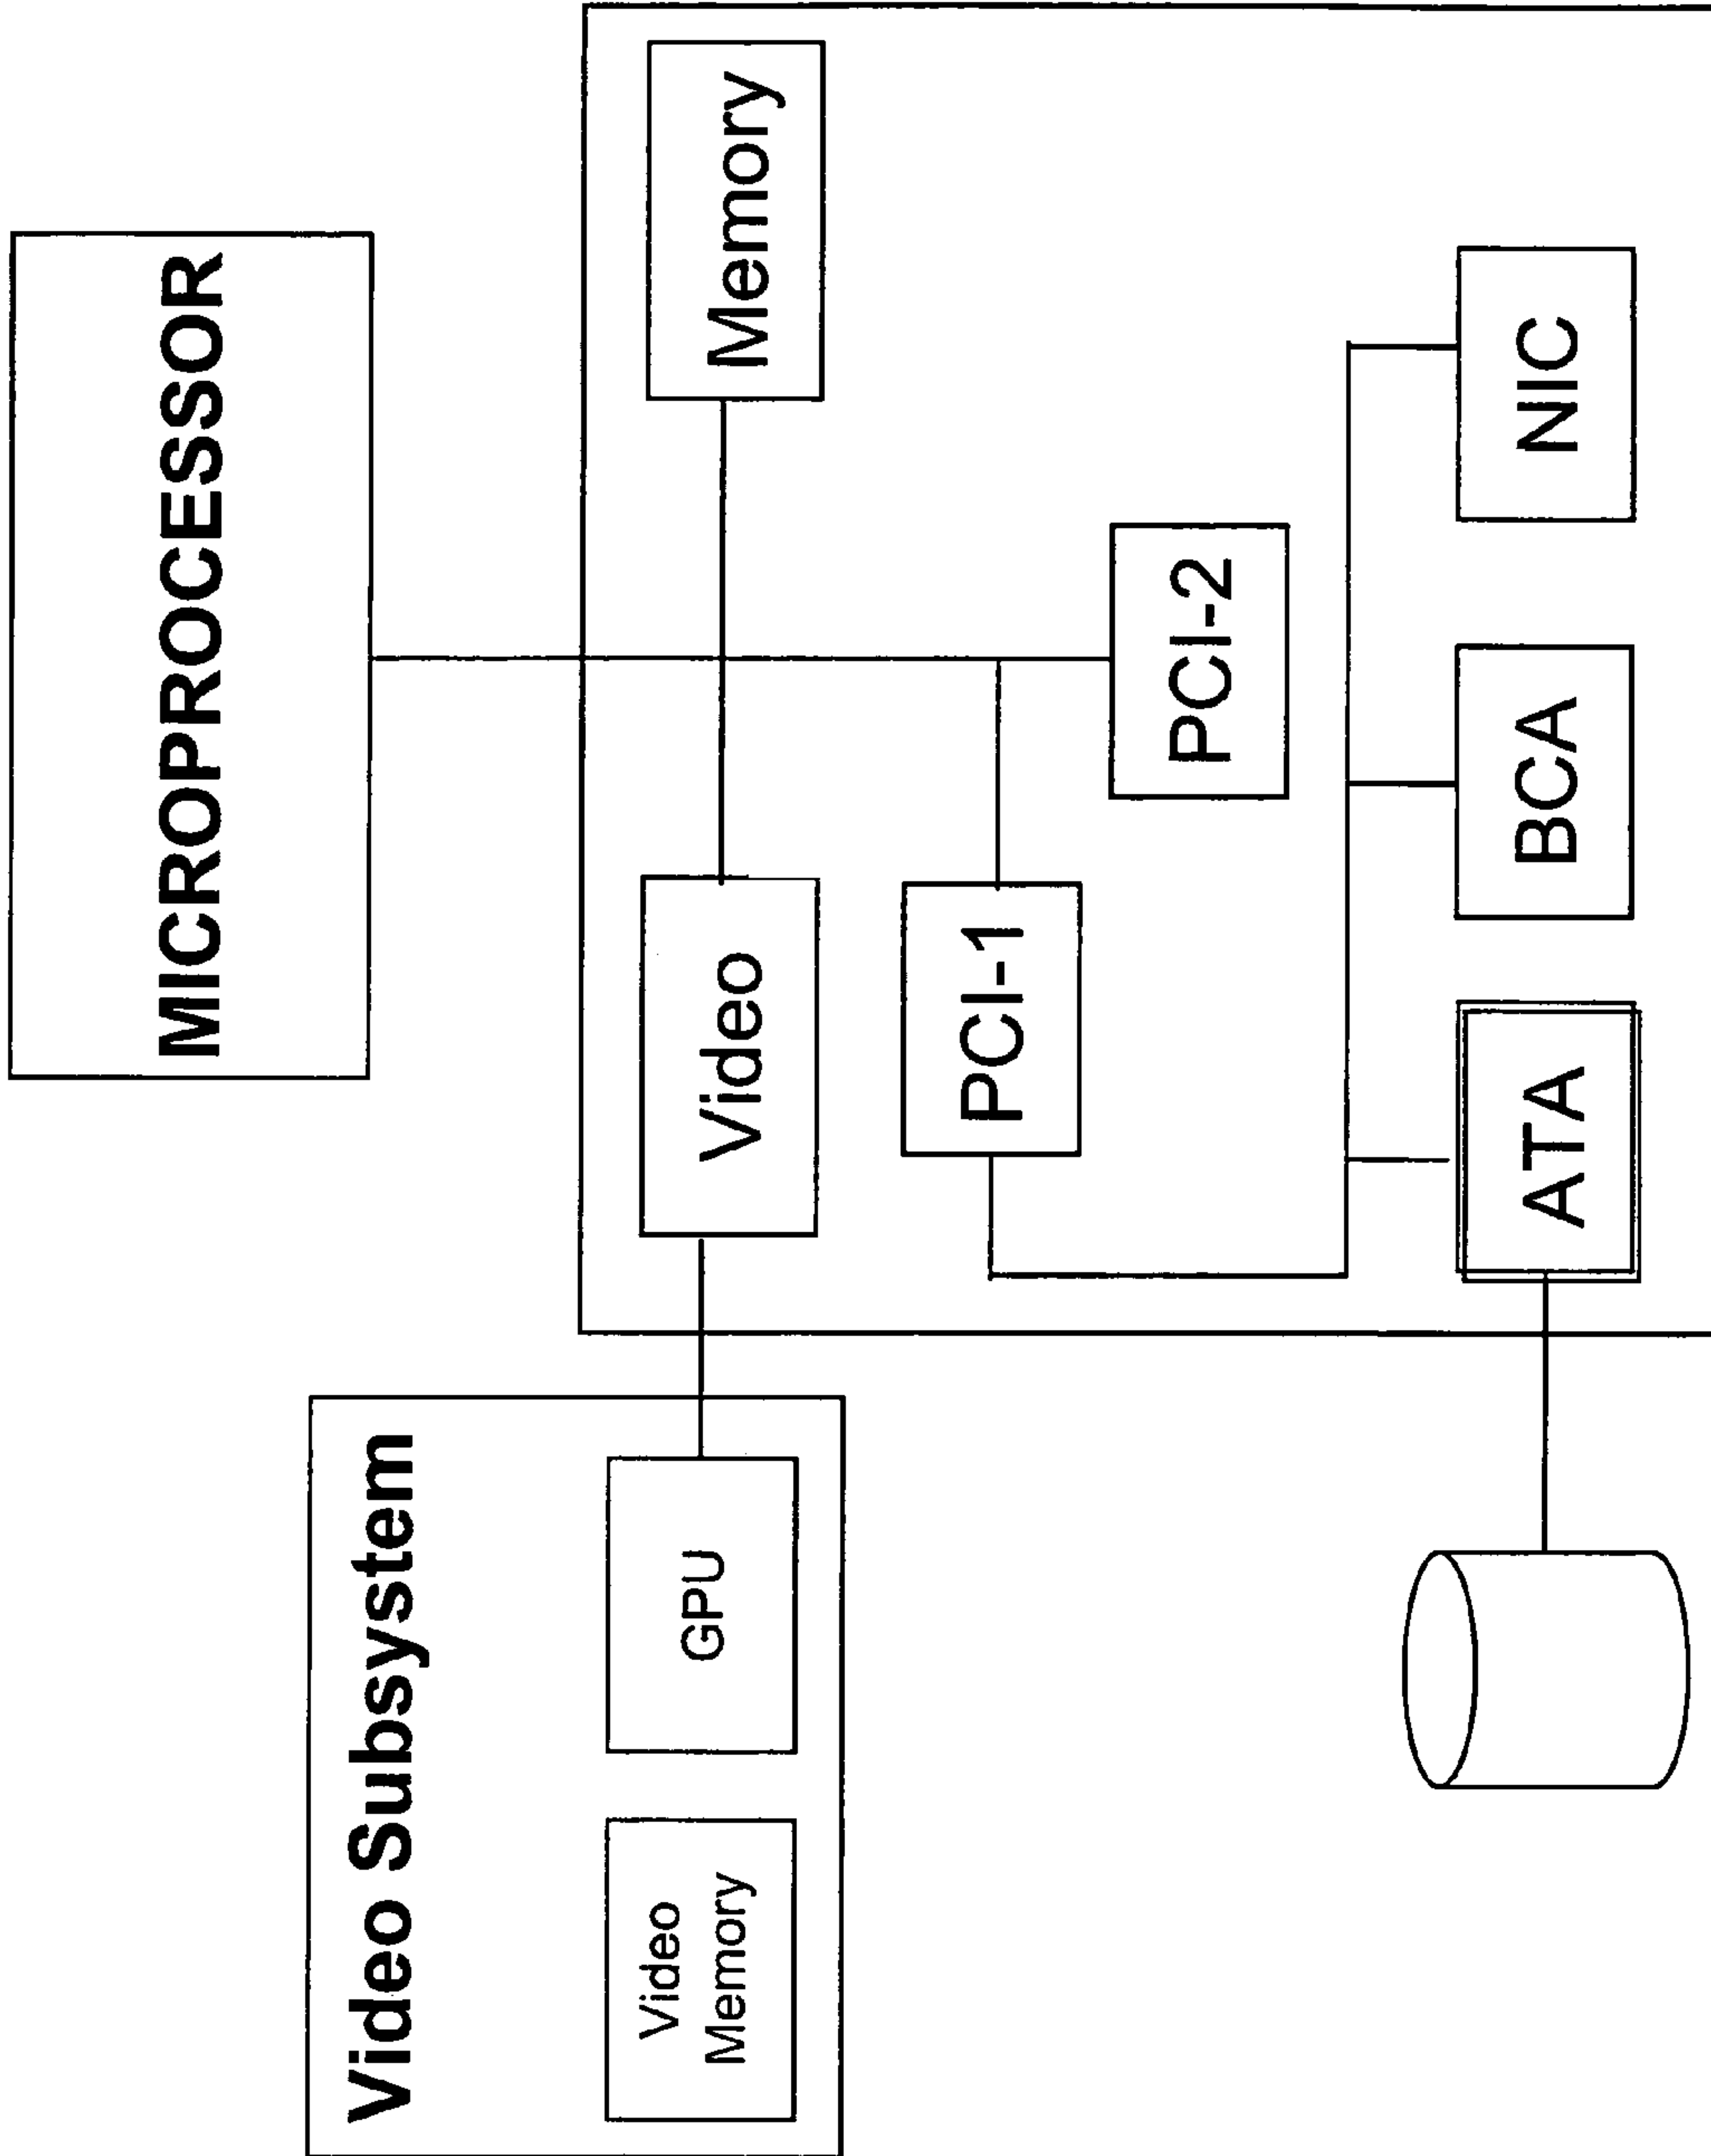 MICROPROCESSOR
Video Subsystem
Video
Memory
GPU
Video
Memory
PCI-1
PCI-2
ATA
BCA
NIC